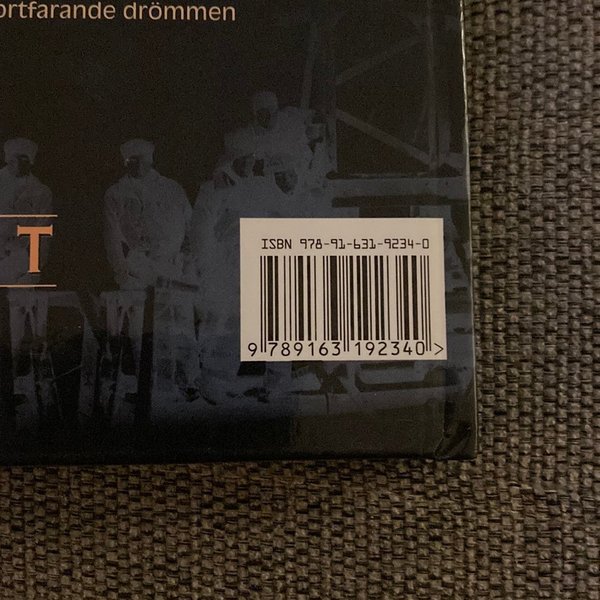 ortfarande drömmen
T
ISBN 978-91-631-9234-0
9 789163 192340 >